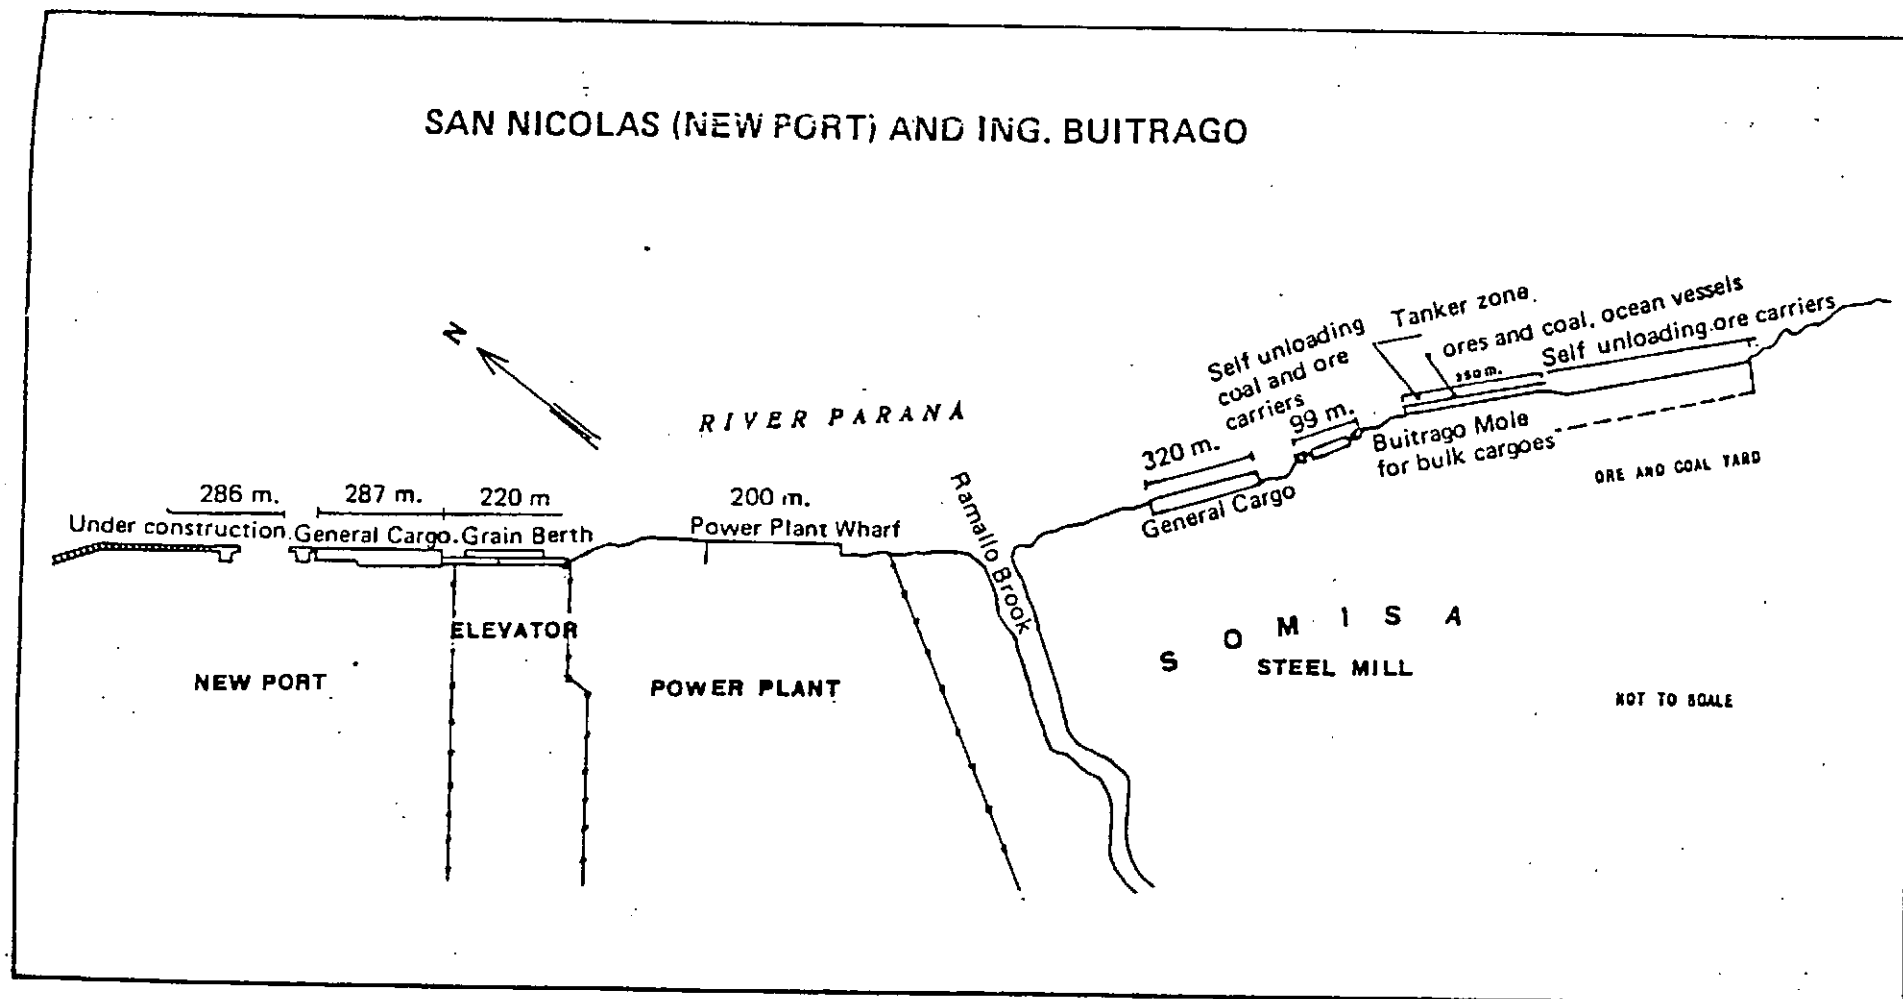 SAN NICOLAS (NEW PORT) AND ING. BUITRAGO
N
RIVER PARANÁ
286 m.
287 m.
220 m
200 m.
Under construction.
General Cargo.
Grain Berth
Power Plant Wharf
Ramallo Brook
320 m.
General Cargo
Self unloading
coal and ore
carriers
99 m.
Tanker zone.
ores and coal, ocean vessels
Self unloading ore carriers
350 m.
Buitrago Mole
for bulk cargoes
ORE AND COAL YARD
ELEVATOR
NEW PORT
POWER PLANT
SOMISA
STEEL MILL
NOT TO SCALE